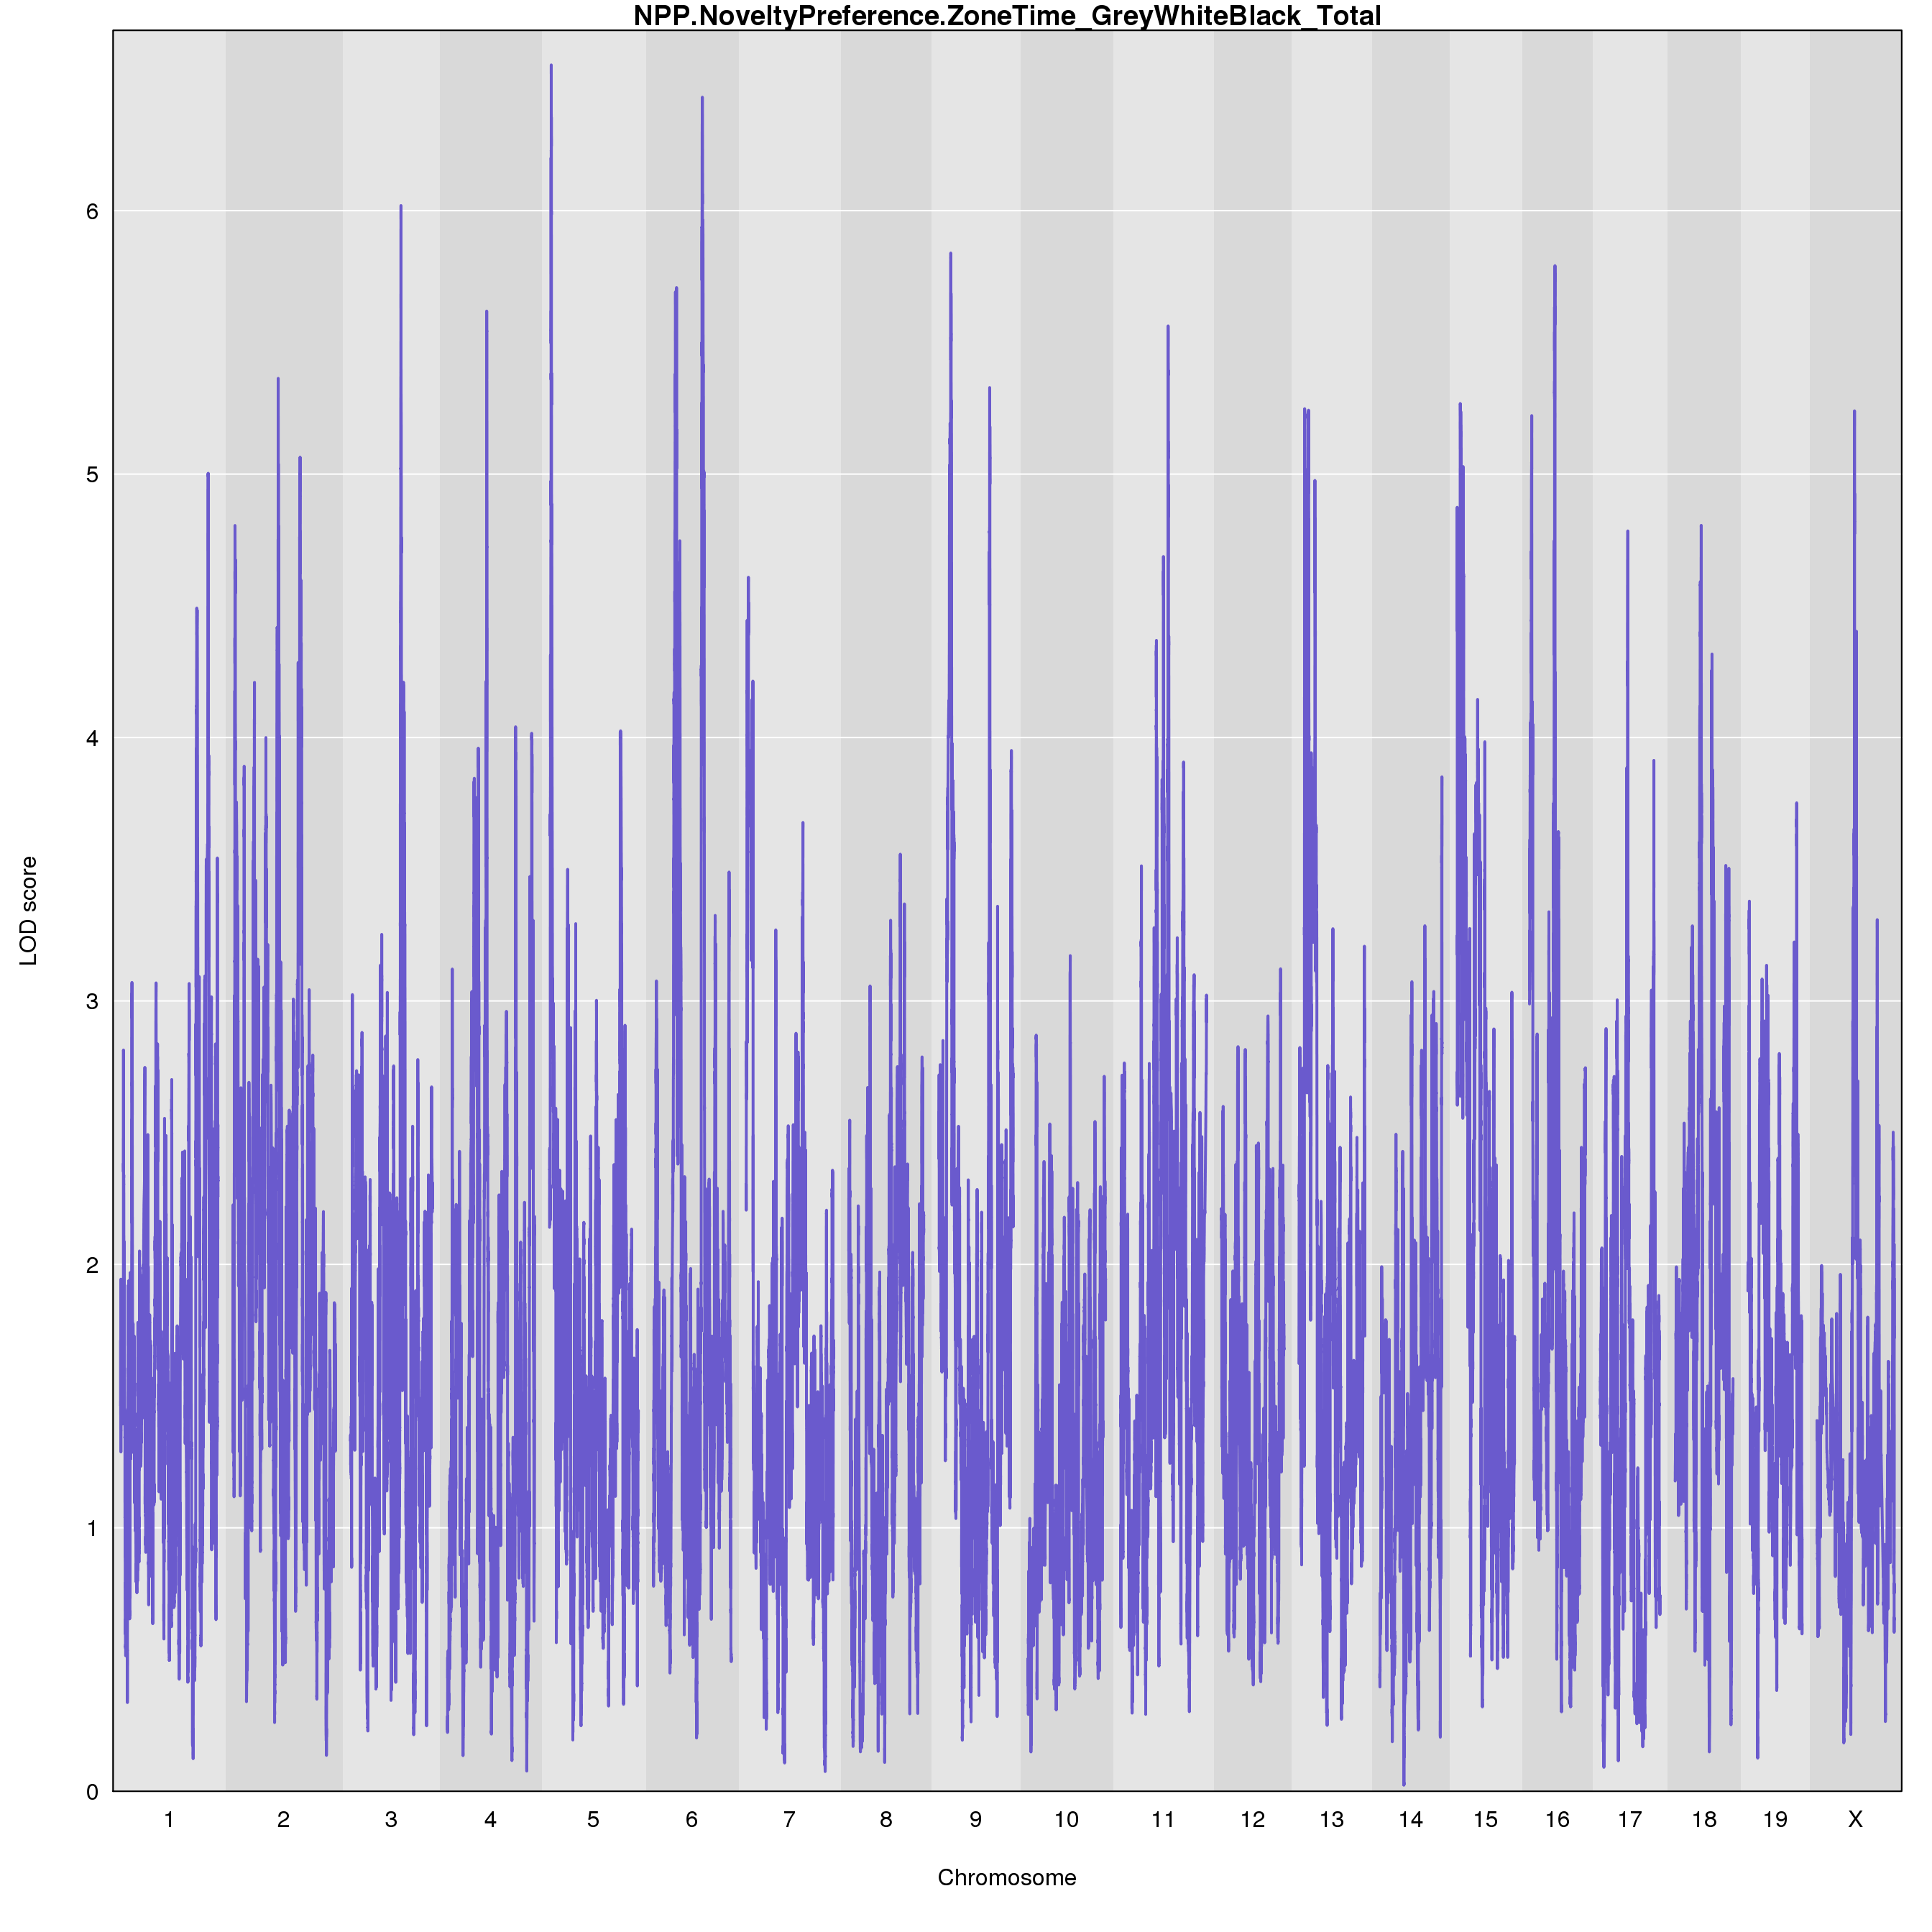 NPP.NoveltyPreference.ZoneTime_GreyWhiteBlack_Total
6
5
4
3
2
1
0
LOD score
1 2 3 4 5 6 7 8 9 10 11 12 13 14 15 16 17 18 19 X
Chromosome